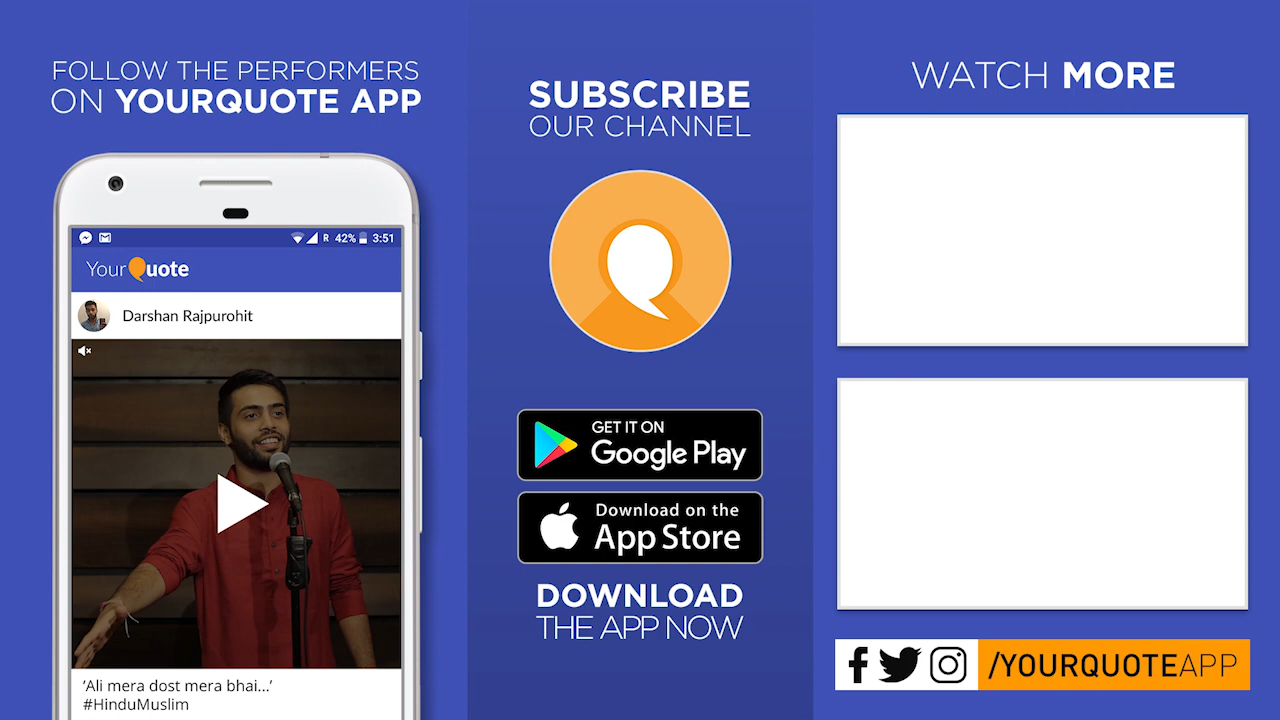 FOLLOW THE PERFORMERS
ON YOURQUOTE APP
R 42% 3:51
YourQuote
Darshan Rajpurohit
‘Ali mera dost mera bhai...’
#HinduMuslim
SUBSCRIBE
OUR CHANNEL
GET IT ON
Google Play
Download on the
App Store
DOWNLOAD
THE APP NOW
WATCH MORE
/YOURQUOTEAPP